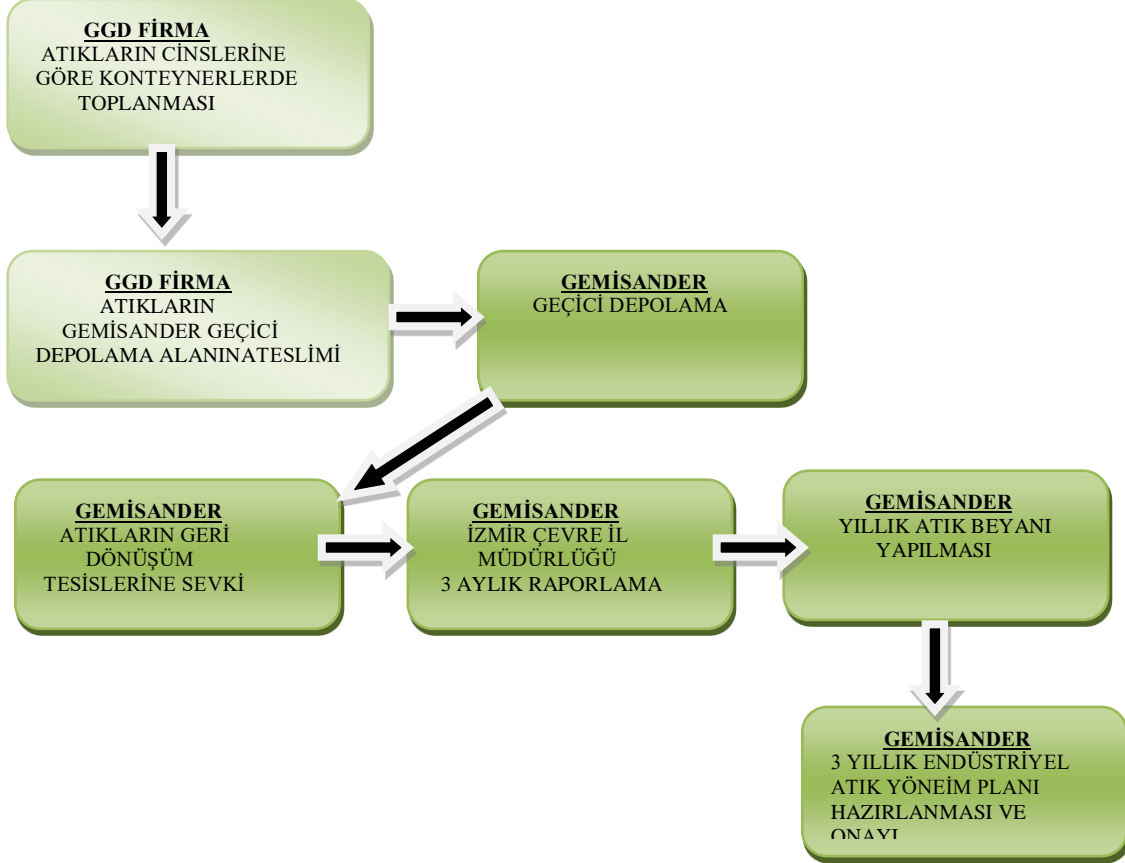 GGD FİRMA
ATIKLARIN CİNSLERİNE
GÖRE KONTEYNERLERDE
TOPLANMASI
GGD FİRMA
ATIKLARIN
GEMİSANDER GEÇİCİ
DEPOLAMA ALANINATESLİMİ
GEMİSANDER
GEÇİCİ DEPOLAMA
GEMİSANDER
ATIKLARIN GERİ
DÖNÜŞÜM
TESİSLERİNE SEVKİ
GEMİSANDER
İZMİR ÇEVRE İL
MÜDÜRLÜĞÜ
3 AYLIK RAPORLAMA
GEMİSANDER
YILLIK ATIK BEYANI
YAPILMASI
GEMİSANDER
3 YILLIK ENDÜSTRİYEL
ATIK YÖNEİM PLANI
HAZIRLANMASI VE
ONAYI